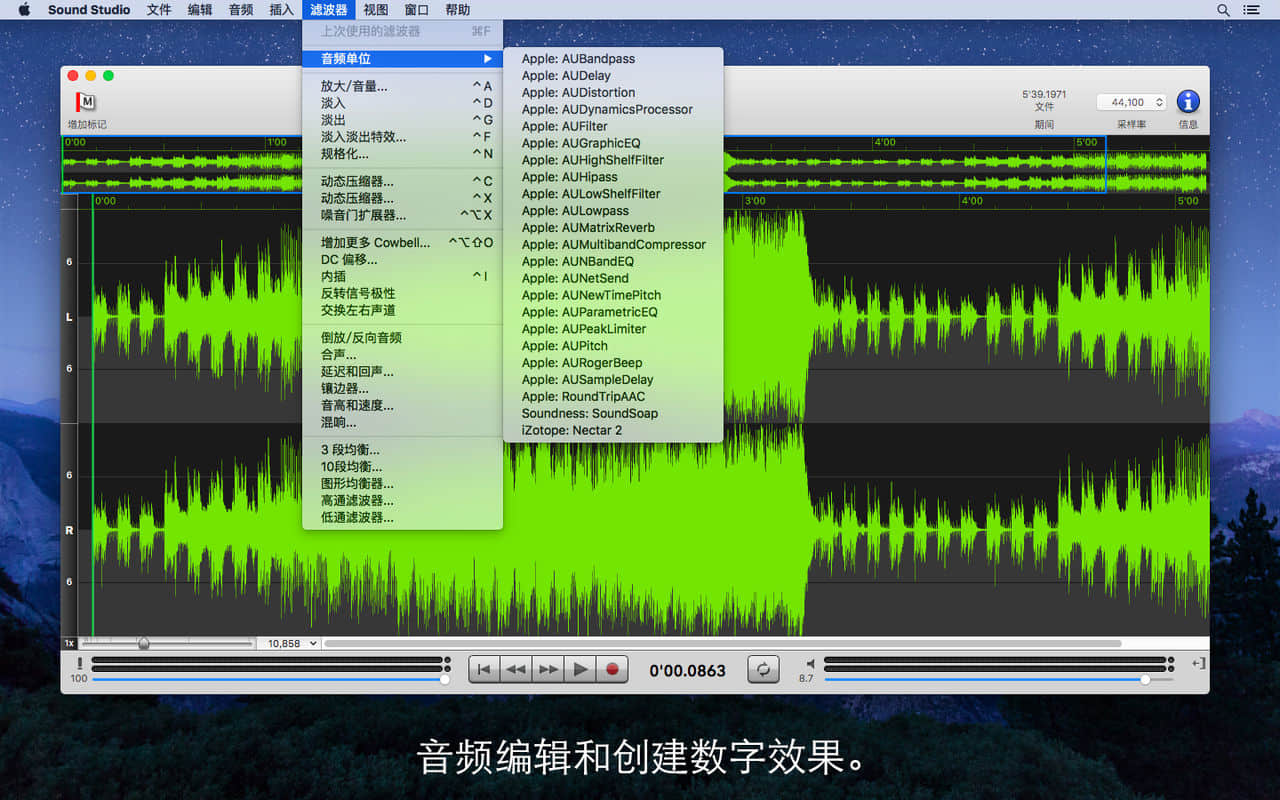 Sound Studio 文件 编辑 音频 插入 滤波器 视图 窗口 帮助
上次使用的滤波器 ⌘F
音频单位 ▶
放大/音量... ^A
淡入 ^D
淡出 ^G
淡入淡出特效... ^F
规格化... ^N
动态压缩器... ^C
动态压缩器... ^X
噪音门扩展器... ^⌥X
增加更多 Cowbell... ^⌥⇧O
DC 偏移...
内插 ^I
反转信号极性
交换左右声道
倒放/反向音频
合声...
延迟和回声...
镶边器...
音高和速度...
混响...
3 段均衡...
10段均衡...
图形均衡器...
高通滤波器...
低通滤波器...
Apple: AUBandpass
Apple: AUDelay
Apple: AUDistortion
Apple: AUDynamicsProcessor
Apple: AUFilter
Apple: AUGraphicEQ
Apple: AUHighShelfFilter
Apple: AUHipass
Apple: AULowShelfFilter
Apple: AULowpass
Apple: AUMatrixReverb
Apple: AUMultibandCompressor
Apple: AUNBandEQ
Apple: AUNetSend
Apple: AUNewTimePitch
Apple: AUParametricEQ
Apple: AUPeakLimiter
Apple: AUPitch
Apple: AURogerBeep
Apple: AUSampleDelay
Apple: RoundTripAAC
Soundness: SoundSoap
iZotope: Nectar 2
M
增加标记
5'39.1971
文件
期间
44,100
采样率
信息
0'00 1'00 4'00 5'00
0'00 3'00 4'00 5'00
6
L
6
6
R
6
1x 10,858
100 0'00.0863 8.7
音频编辑和创建数字效果。